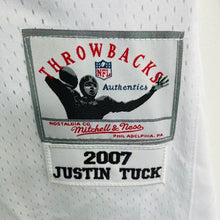 THROWBACKS
NFL
Authentics
NOSTALGIA CO.
Mitchell & Ness
PHILADELPHIA, PA
2007
JUSTIN TUCK